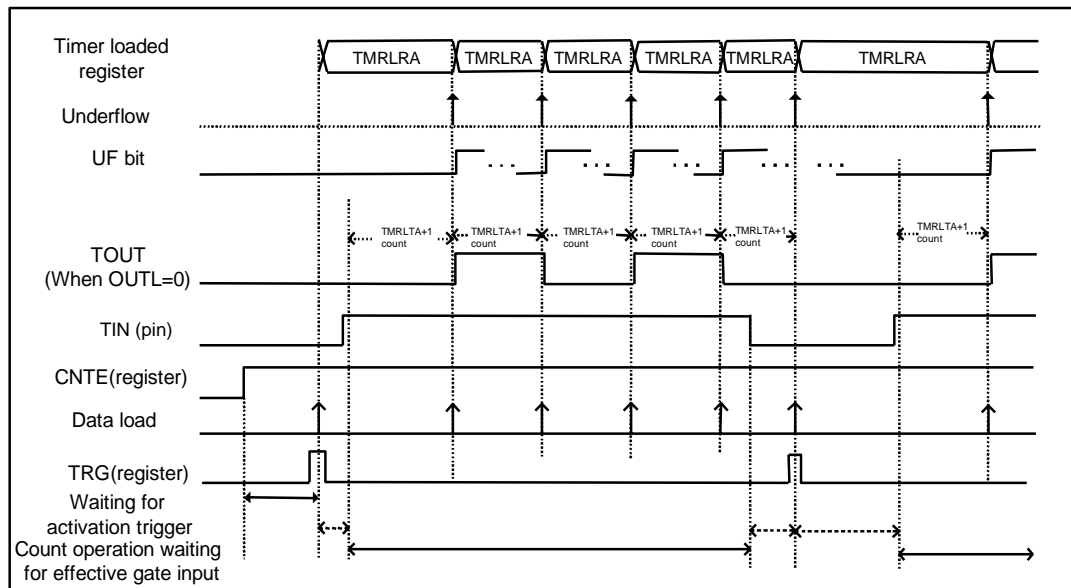 Timer loaded
register
TMRLRA TMRLRA TMRLRA TMRLRA TMRLRA TMRLRA
Underflow
UF bit
TMRLTA+1
count
TMRLTA+1
count
TMRLTA+1
count
TMRLTA+1
count
TMRLTA+1
count
TMRLTA+1
count
TOUT
(When OUTL=0)
TIN (pin)
CNTE(register)
Data load
TRG(register)
Waiting for
activation trigger
Count operation waiting
for effective gate input